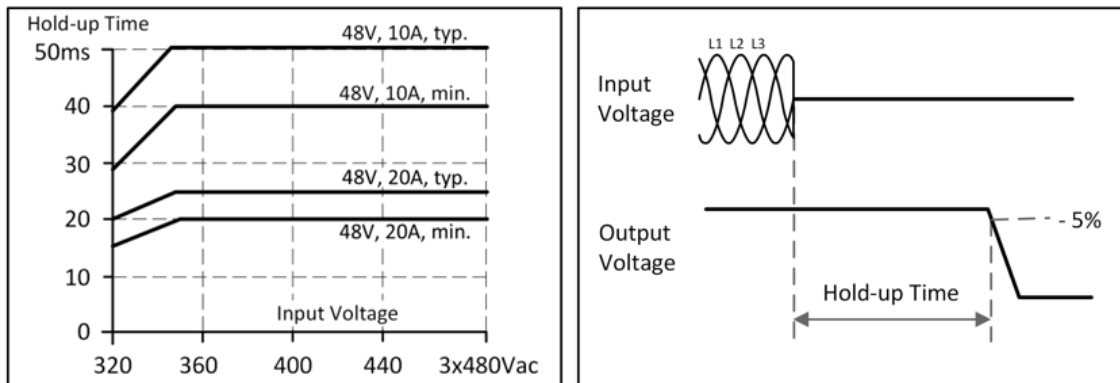 Hold-up Time
50ms
48V, 10A, typ.
40
48V, 10A, min.
30
48V, 20A, typ.
20
48V, 20A, min.
10
Input Voltage
0
320 360 400 440 3x480Vac
L1 L2 L3
Input
Voltage
- 5%
Output
Voltage
Hold-up Time